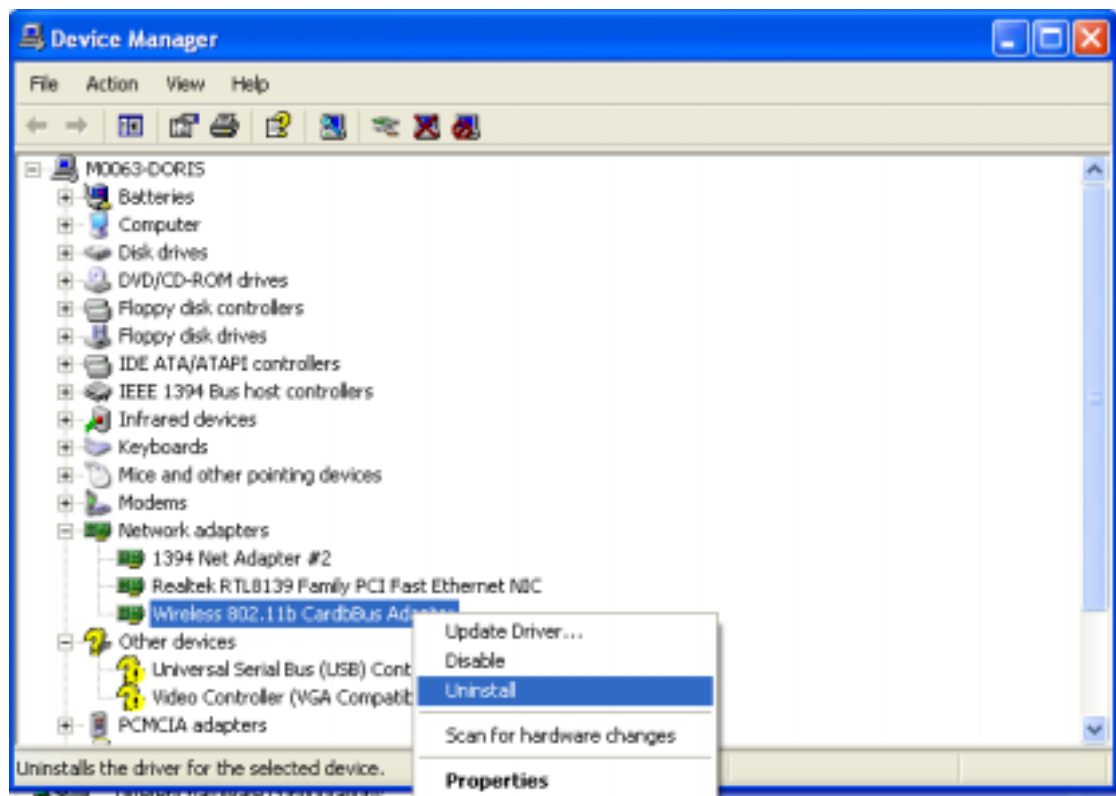 Device Manager
File Action View Help
M0063-DORIS
Batteries
Computer
Disk drives
DVD/CD-ROM drives
Floppy disk controllers
Floppy disk drives
IDE ATA/ATAPI controllers
IEEE 1394 Bus host controllers
Infrared devices
Keyboards
Mice and other pointing devices
Modems
Network adapters
1394 Net Adapter #2
Realtek RTL8139 Family PCI Fast Ethernet NIC
Wireless 802.11b CardbBus Adapter
Other devices
Universal Serial Bus (USB) Cont
Video Controller (VGA Compatib
PCMCIA adapters
Update Driver...
Disable
Uninstall
Scan for hardware changes
Properties
Uninstalls the driver for the selected device.